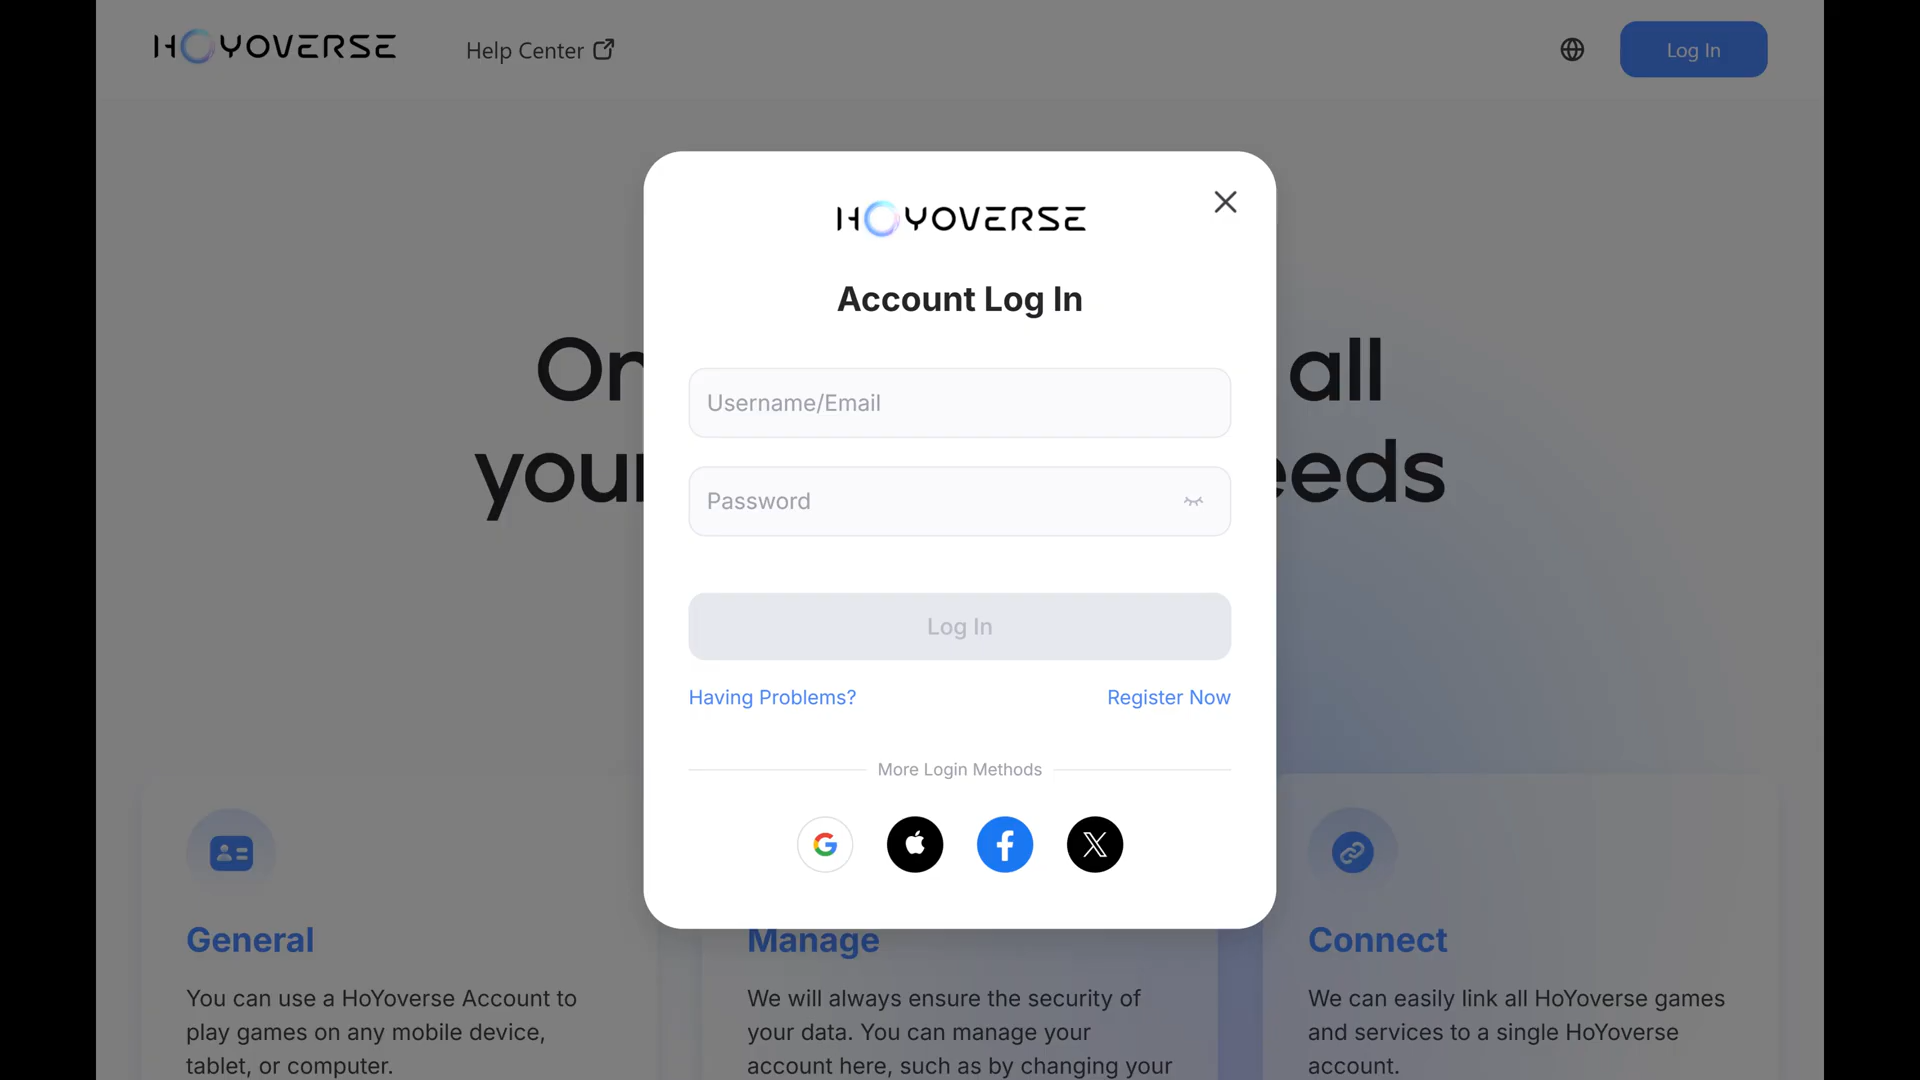 HOYOVERSE
Help Center
Log In
HOYOVERSE
Account Log In
all
your
eeds
Username/Email
Password
Log In
Having Problems?
Register Now
More Login Methods
General
Manage
Connect
You can use a HoYoverse Account to
play games on any mobile device,
tablet, or computer.
We will always ensure the security of
your data. You can manage your
account here, such as by changing your
We can easily link all HoYoverse games
and services to a single HoYoverse
account.